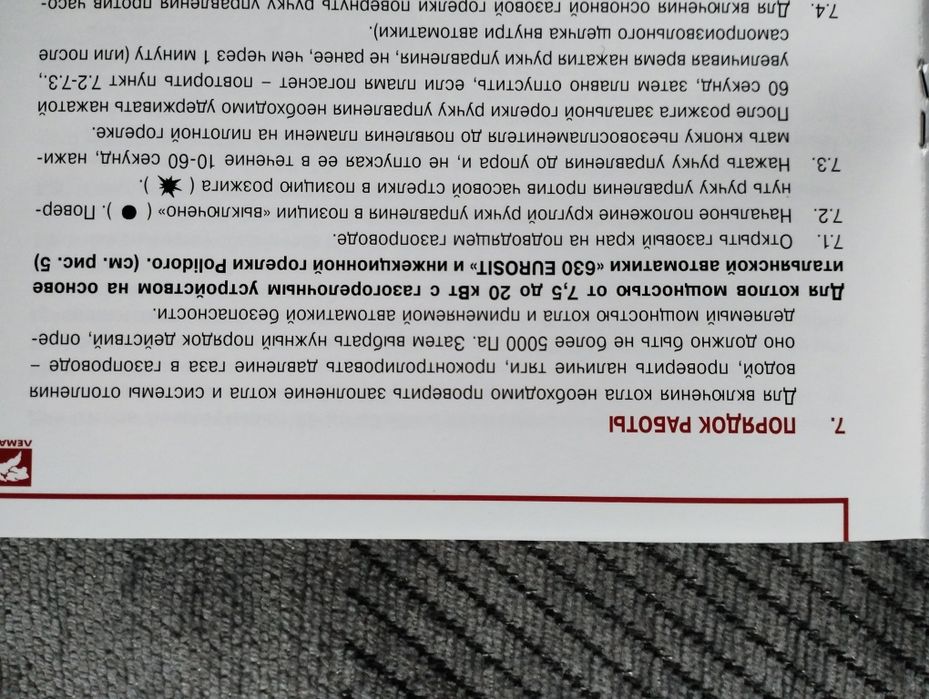 ЛЕМА
7. ПОРЯДОК РАБОТЫ
Для включения котла необходимо проверить заполнение котла и системы отопления
водой, проверить наличие тяги, проконтролировать давление газа в газопроводе –
оно должно быть не более 5000 Па. Затем выбрать нужный порядок действий, опре-
деляемый мощностью котла и применяемой автоматикой безопасности.
Для котлов мощностью от 7,5 до 20 кВт с газогорелочным устройством на основе
итальянской автоматики «630 EUROSIT» и инжекционной горелки Polidoro. (см. рис. 5)
7.1. Открыть газовый кран на подводящем газопроводе.
7.2. Начальное положение круглой ручки управления в позиции «выключено» ( ● ). Повер-
нуть ручку управления против часовой стрелки в позицию розжига ( ✸ ).
7.3. Нажать ручку управления до упора и, не отпуская ее в течение 10-60 секунд, нажи-
мать кнопку пьезовоспламенителя до появления пламени на пилотной горелке.
После розжига запальной горелки ручку управления необходимо удерживать нажатой
60 секунд, затем плавно отпустить, если пламя погаснет – повторить пункт 7.2-7.3.,
увеличивая время нажатия ручки управления, не ранее, чем через 1 минуту (или после
самопроизвольного щелчка внутри автоматики).
7.4. Для включения основной газовой горелки повернуть ручку управления против часо-